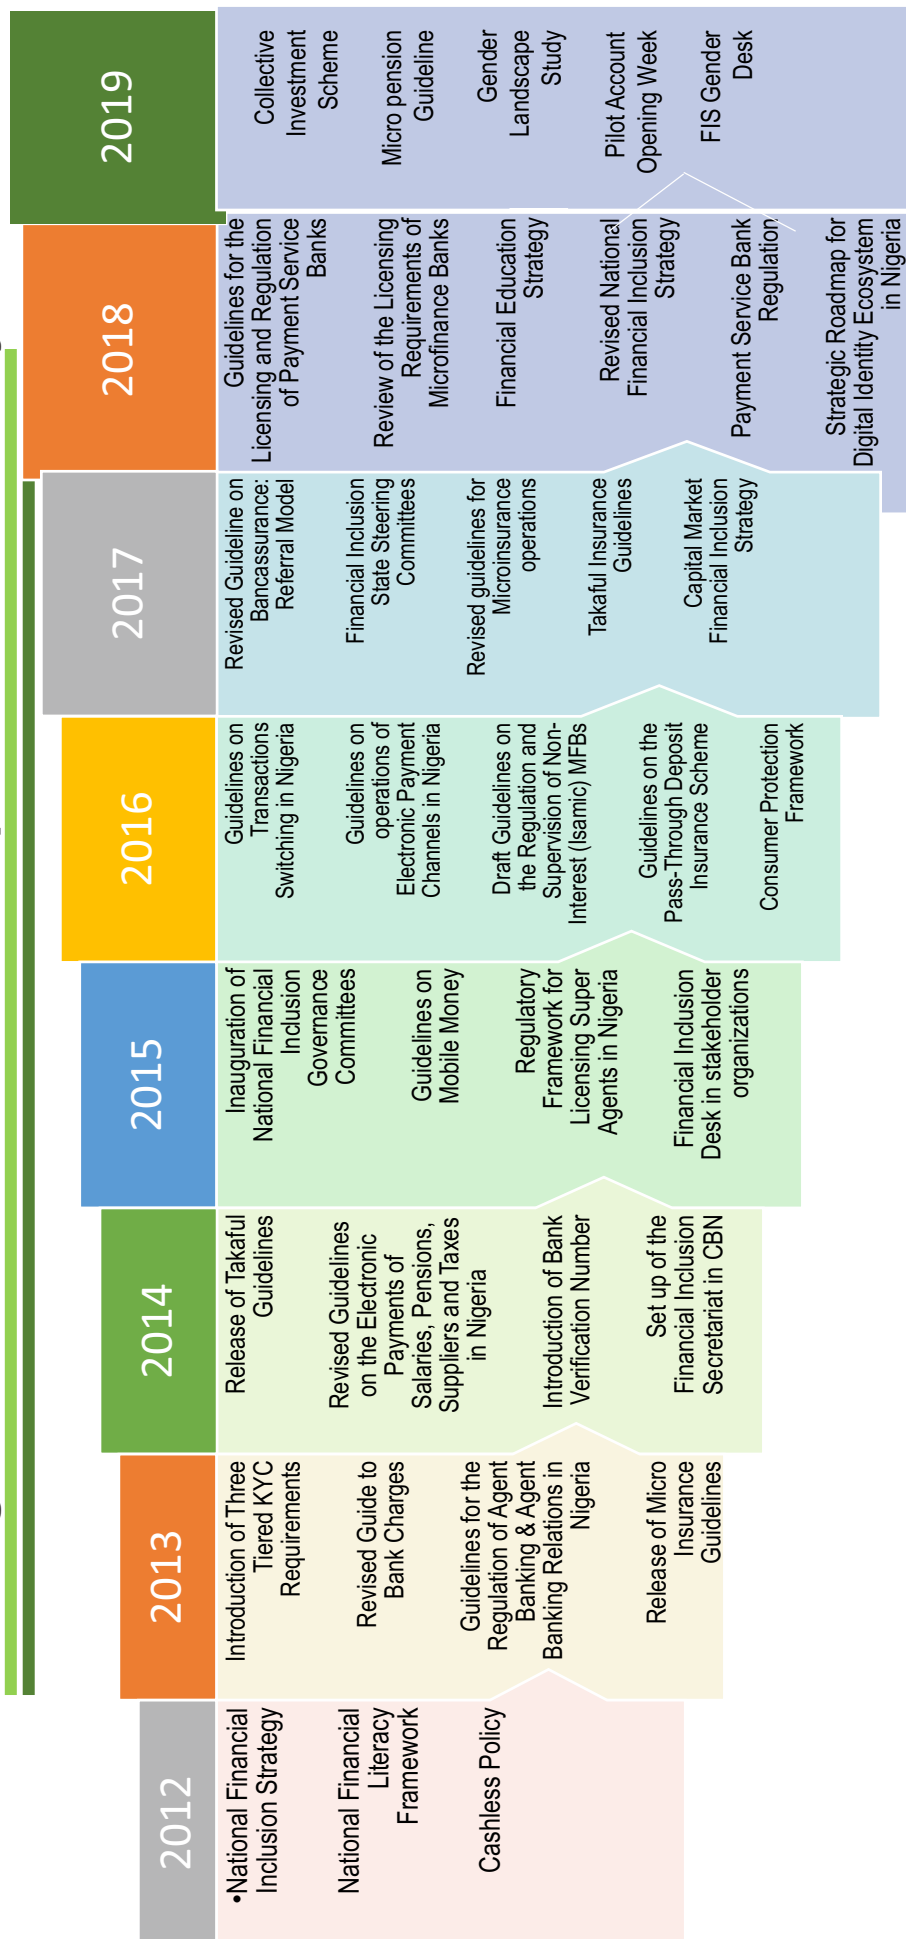 2012
•National Financial
Inclusion Strategy
National Financial
Literacy
Framework
Cashless Policy
2013
Introduction of Three
Tiered KYC
Requirements
Revised Guide to
Bank Charges
Guidelines for the
Regulation of Agent
Banking & Agent
Banking Relations in
Nigeria
Release of Micro
Insurance
Guidelines
2014
Release of Takaful
Guidelines
Revised Guidelines
on the Electronic
Payments of
Salaries, Pensions,
Suppliers and Taxes
in Nigeria
Introduction of Bank
Verification Number
Set up of the
Financial Inclusion
Secretariat in CBN
2015
Inauguration of
National Financial
Inclusion
Governance
Committees
Guidelines on
Mobile Money
Regulatory
Framework for
Licensing Super
Agents in Nigeria
Financial Inclusion
Desk in stakeholder
organizations
2016
Guidelines on
Transactions
Switching in Nigeria
Guidelines on
operations of
Electronic Payment
Channels in Nigeria
Draft Guidelines on
the Regulation and
Supervision of Non-
Interest (Isamic) MFBs
Guidelines on the
Pass-Through Deposit
Insurance Scheme
Consumer Protection
Framework
2017
Revised Guideline on
Bancassurance:
Referral Model
Financial Inclusion
State Steering
Committees
Revised guidelines for
Microinsurance
operations
Takaful Insurance
Guidelines
Capital Market
Financial Inclusion
Strategy
2018
Guidelines for the
Licensing and Regulation
of Payment Service
Banks
Review of the Licensing
Requirements of
Microfinance Banks
Financial Education
Strategy
Revised National
Financial Inclusion
Strategy
Payment Service Bank
Regulation
Strategic Roadmap for
Digital Identity Ecosystem
in Nigeria
2019
Collective
Investment
Scheme
Micro pension
Guideline
Gender
Landscape
Study
Pilot Account
Opening Week
FIS Gender
Desk